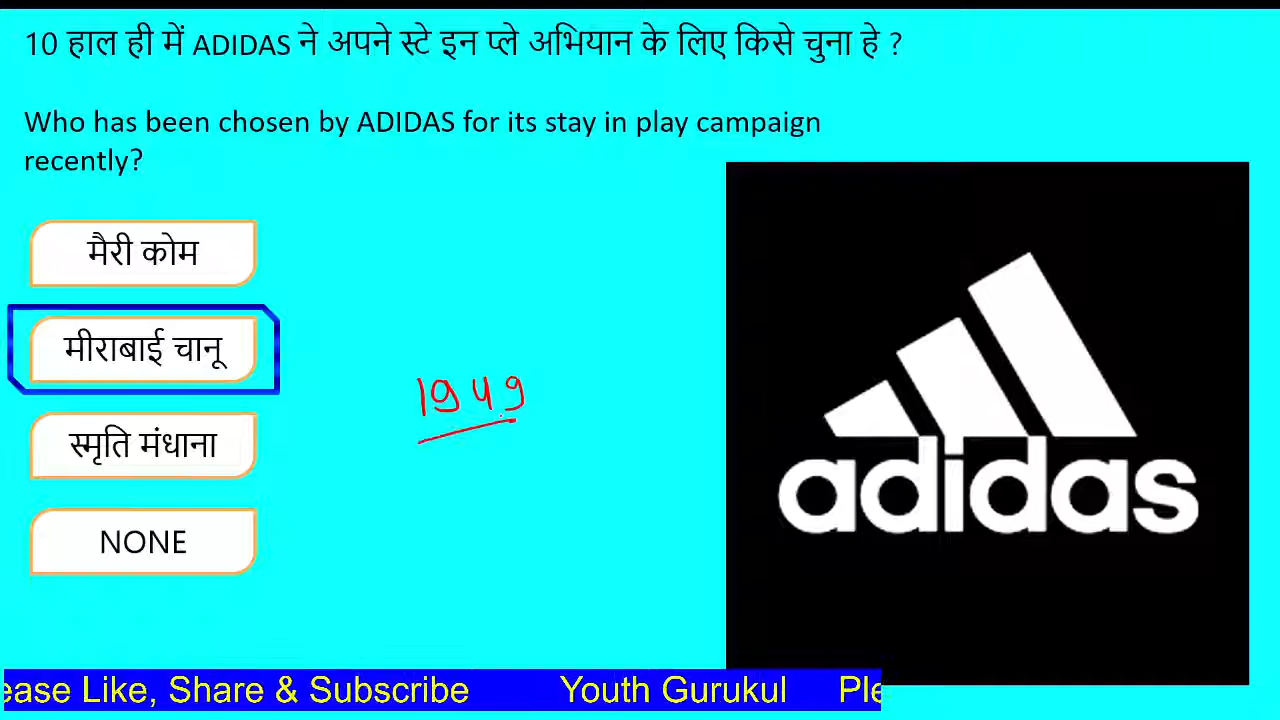 10 हाल ही में ADIDAS ने अपने स्टे इन प्ले अभियान के लिए किसे चुना हे ?
Who has been chosen by ADIDAS for its stay in play campaign
recently?
मैरी कोम
मीराबाई चानू
स्मृति मंधाना
NONE
1949
adidas
ease Like, Share & Subscribe Youth Gurukul Ple